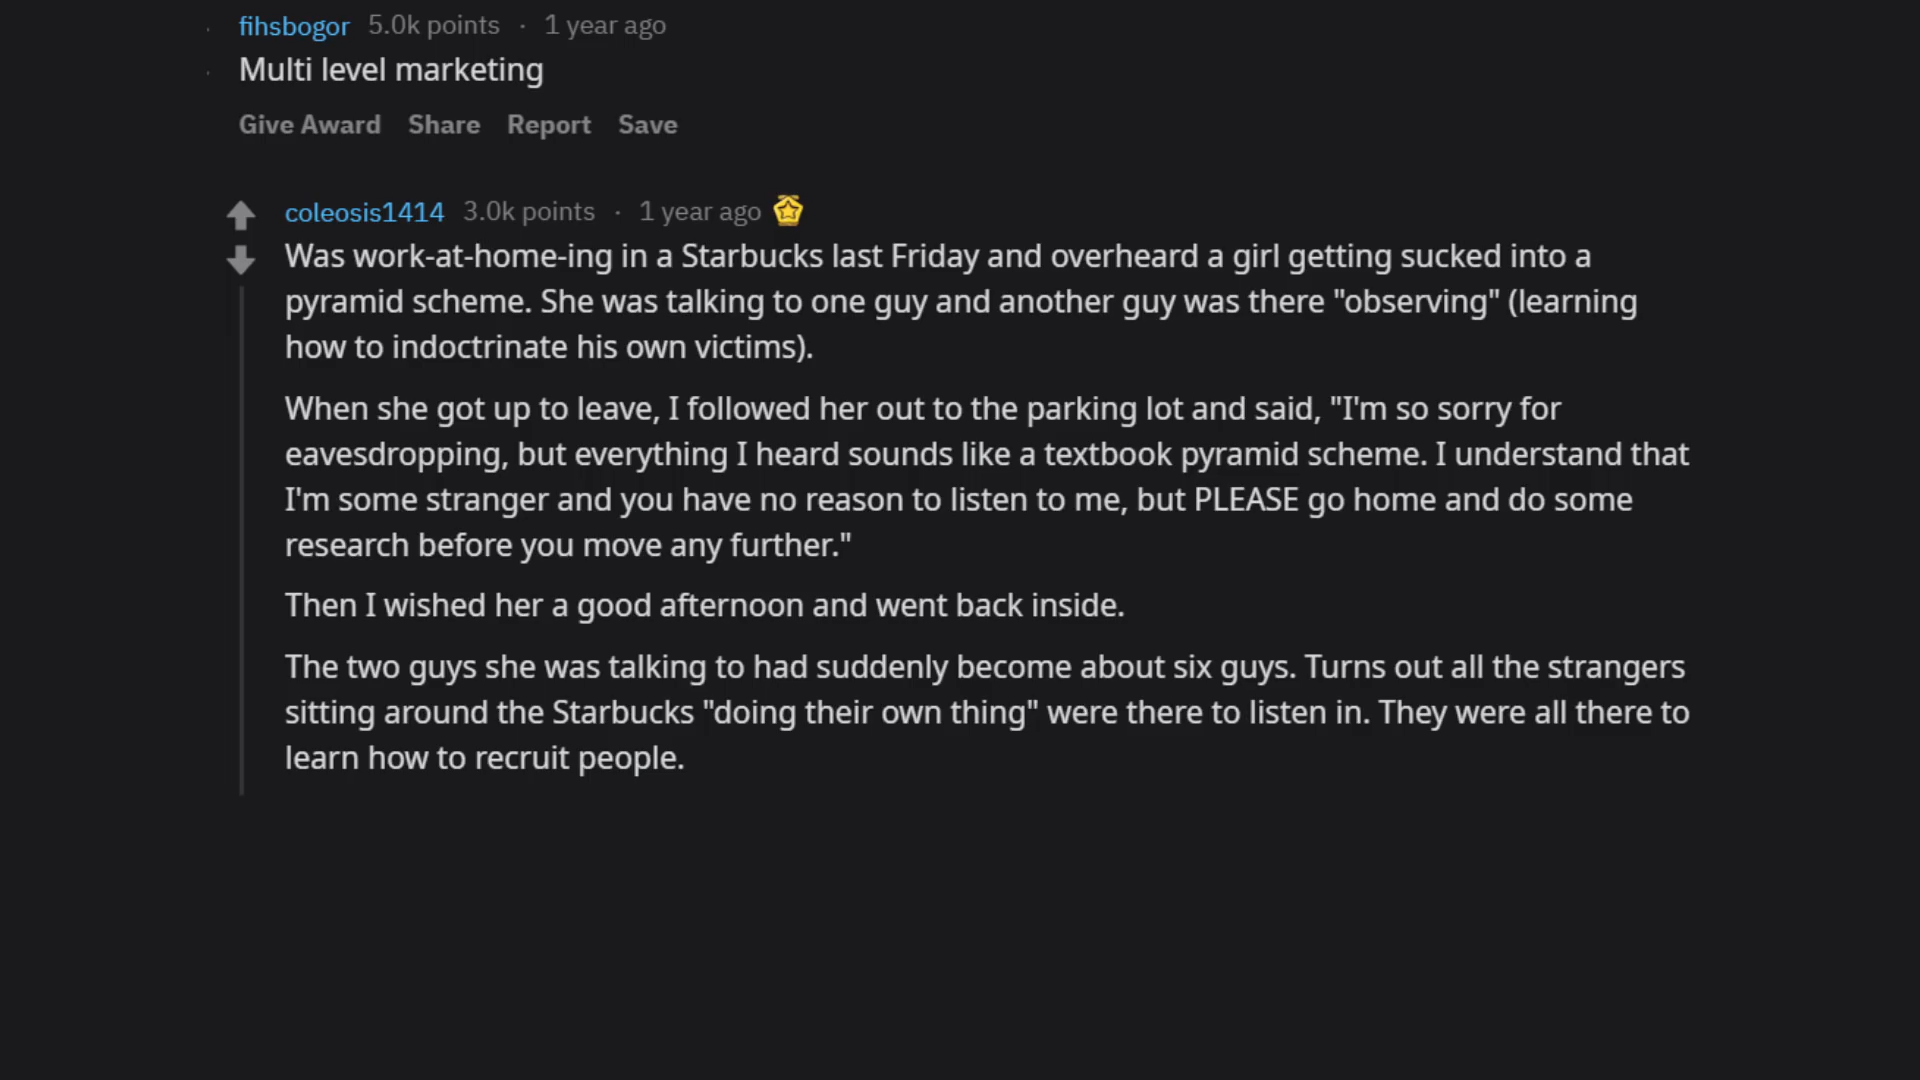 fihsbogor 5.0k points · 1 year ago
Multi level marketing
Give Award Share Report Save
coleosis1414 3.0k points · 1 year ago
Was work-at-home-ing in a Starbucks last Friday and overheard a girl getting sucked into a
pyramid scheme. She was talking to one guy and another guy was there "observing" (learning
how to indoctrinate his own victims).
When she got up to leave, I followed her out to the parking lot and said, "I'm so sorry for
eavesdropping, but everything I heard sounds like a textbook pyramid scheme. I understand that
I'm some stranger and you have no reason to listen to me, but PLEASE go home and do some
research before you move any further."
Then I wished her a good afternoon and went back inside.
The two guys she was talking to had suddenly become about six guys. Turns out all the strangers
sitting around the Starbucks "doing their own thing" were there to listen in. They were all there to
learn how to recruit people.